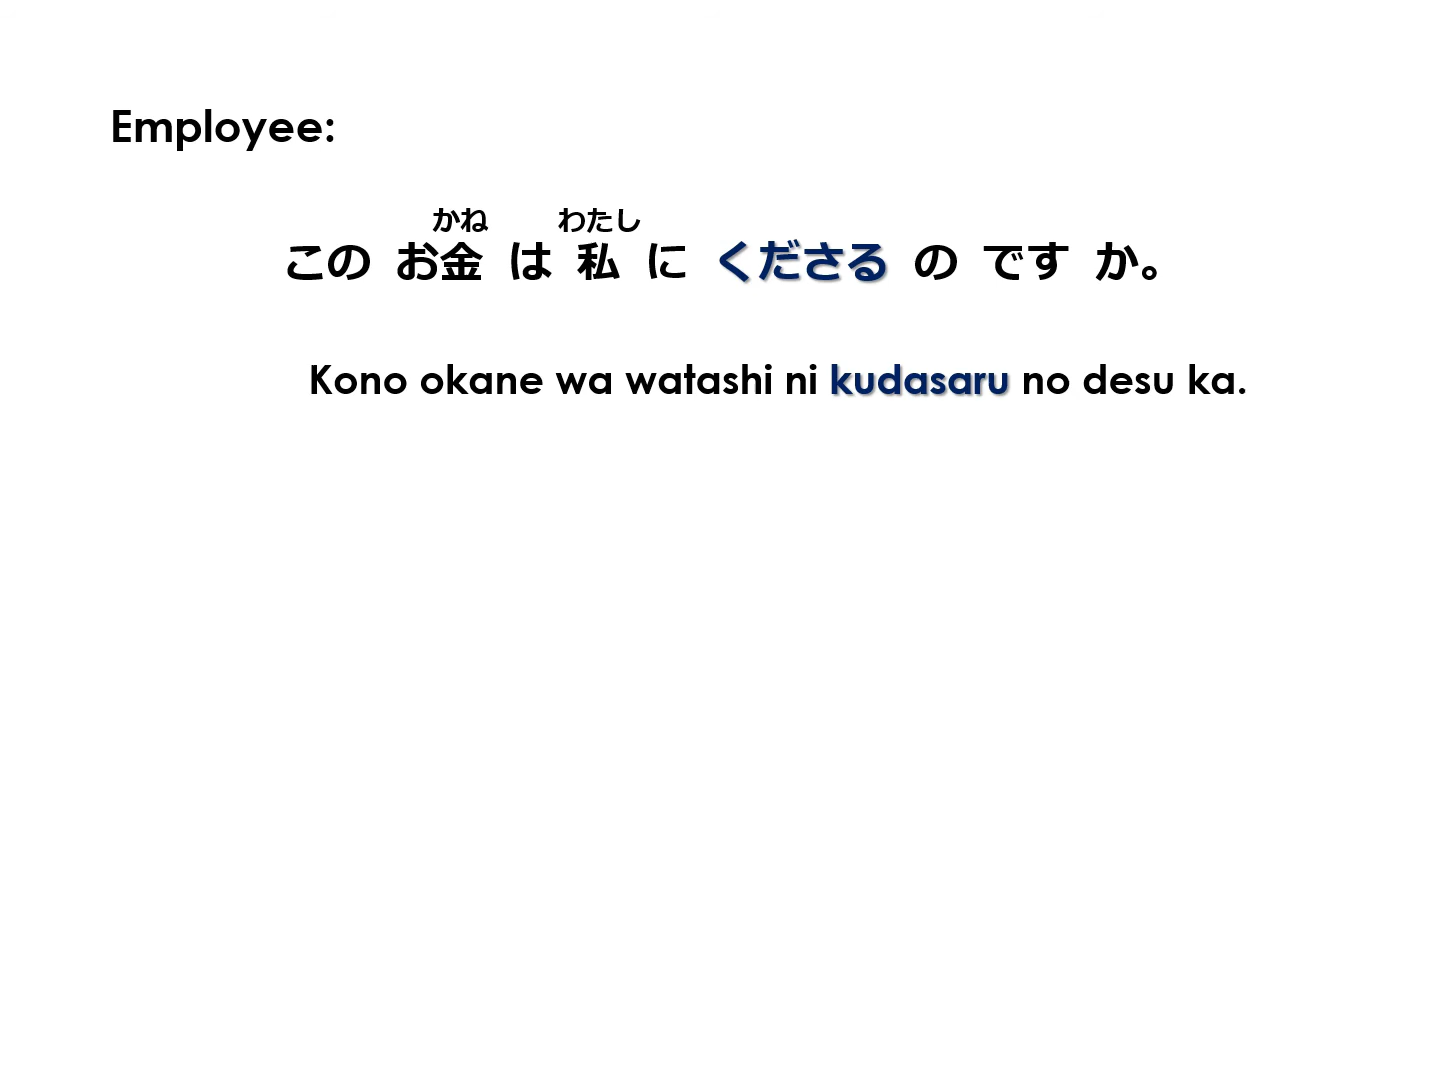 Employee:
かね わたし
この お金 は 私 に くださる の です か。
Kono okane wa watashi ni kudasaru no desu ka.